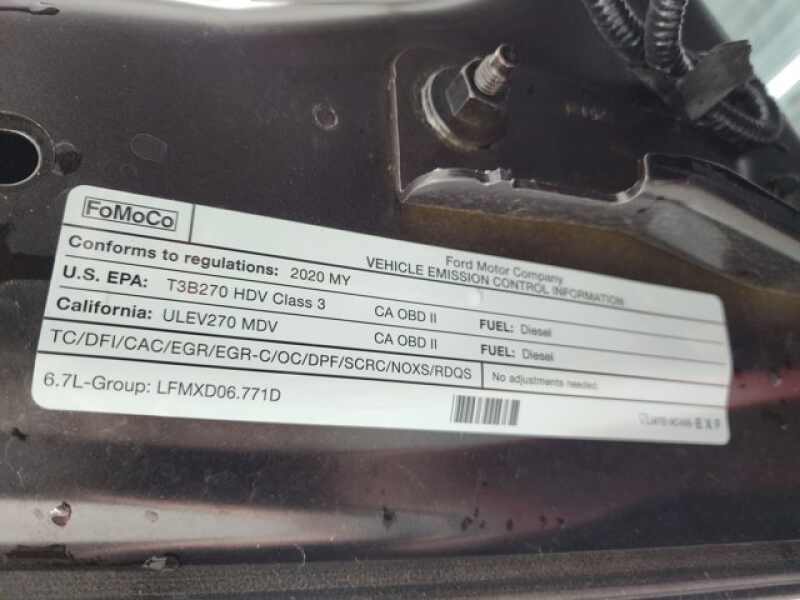 FoMoCo
Ford Motor Company
VEHICLE EMISSION CONTROL INFORMATION
Conforms to regulations: 2020 MY
U.S. EPA: T3B270 HDV Class 3 CA OBD II FUEL: Diesel
California: ULEV270 MDV CA OBD II FUEL: Diesel
TC/DFI/CAC/EGR/EGR-C/OC/DPF/SCRC/NOXS/RDQS No adjustments needed.
6.7L-Group: LFMXD06.771D